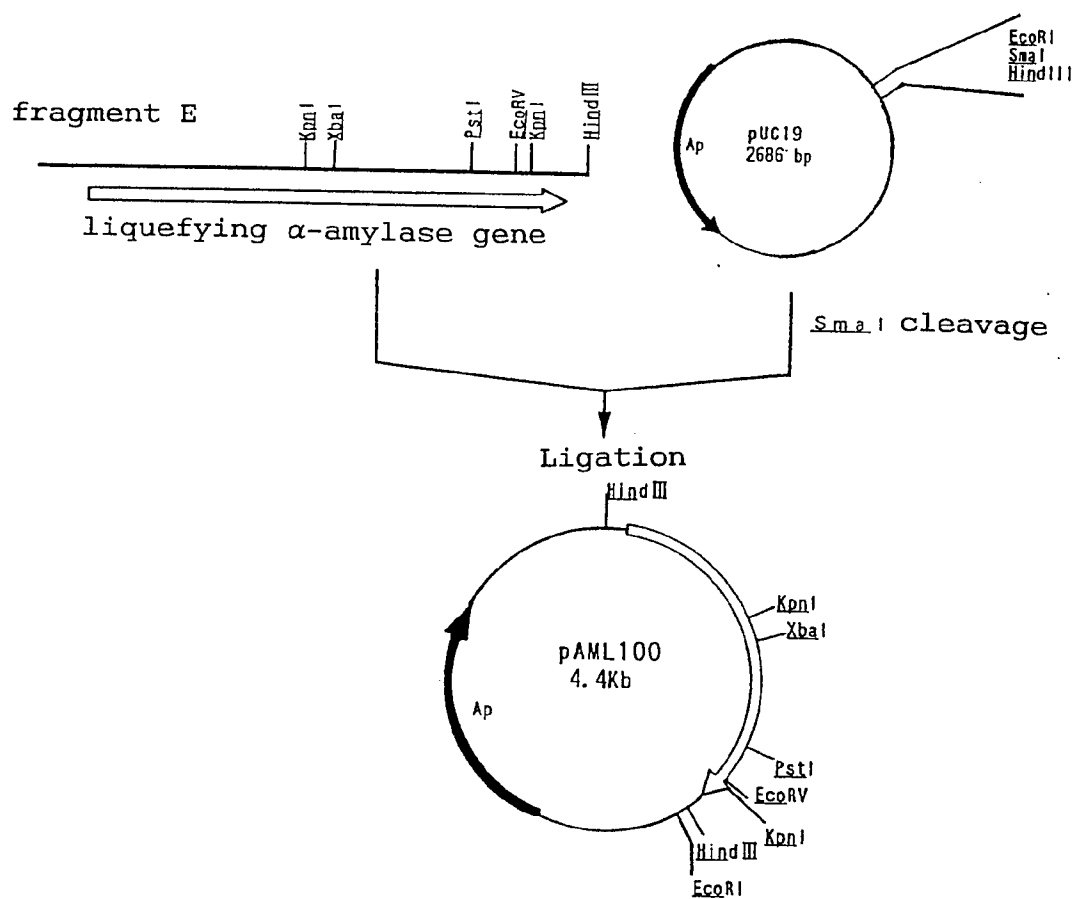 fragment E
KpnI
XbaI
PstI
EcoRV
KpnI
HindⅢ
liquefying α-amylase gene
EcoRI
SmaI
HindIII
Ap
pUC19
2686 bp
SmaI cleavage
Ligation
HindⅢ
KpnI
XbaI
pAML100
4.4Kb
Ap
PstI
EcoRV
KpnI
HindⅢ
EcoRI